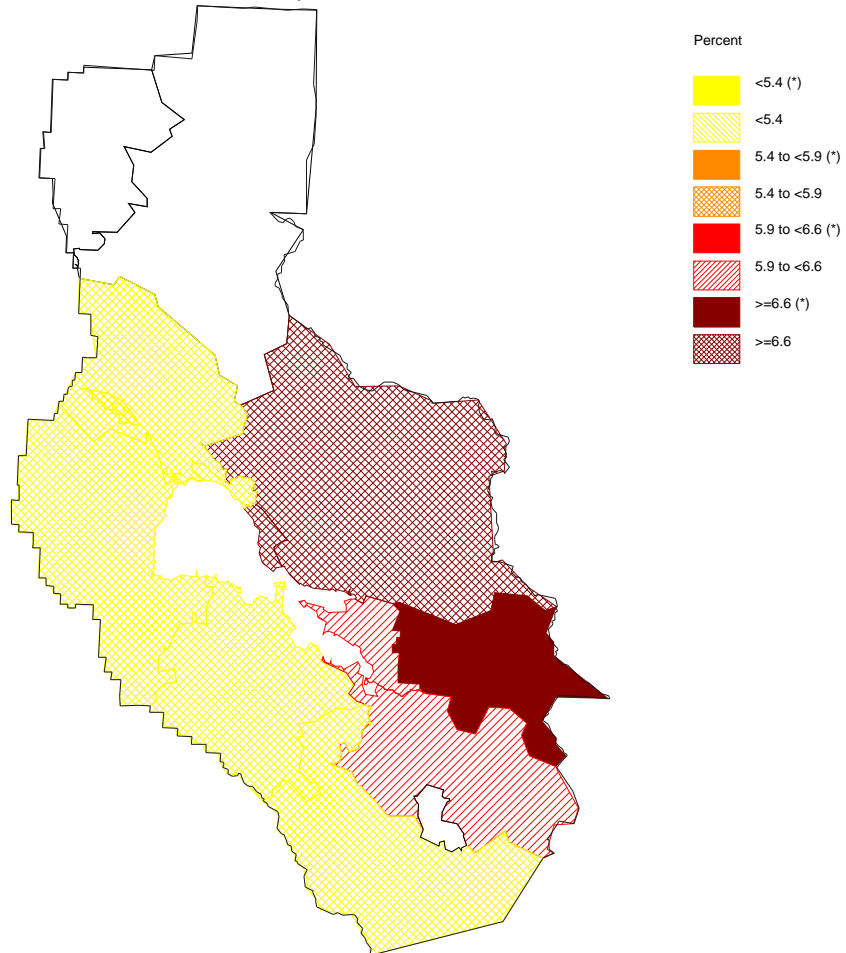 Percent
<5.4 (*)
<5.4
5.4 to <5.9 (*)
5.4 to <5.9
5.9 to <6.6 (*)
5.9 to <6.6
>=6.6 (*)
>=6.6